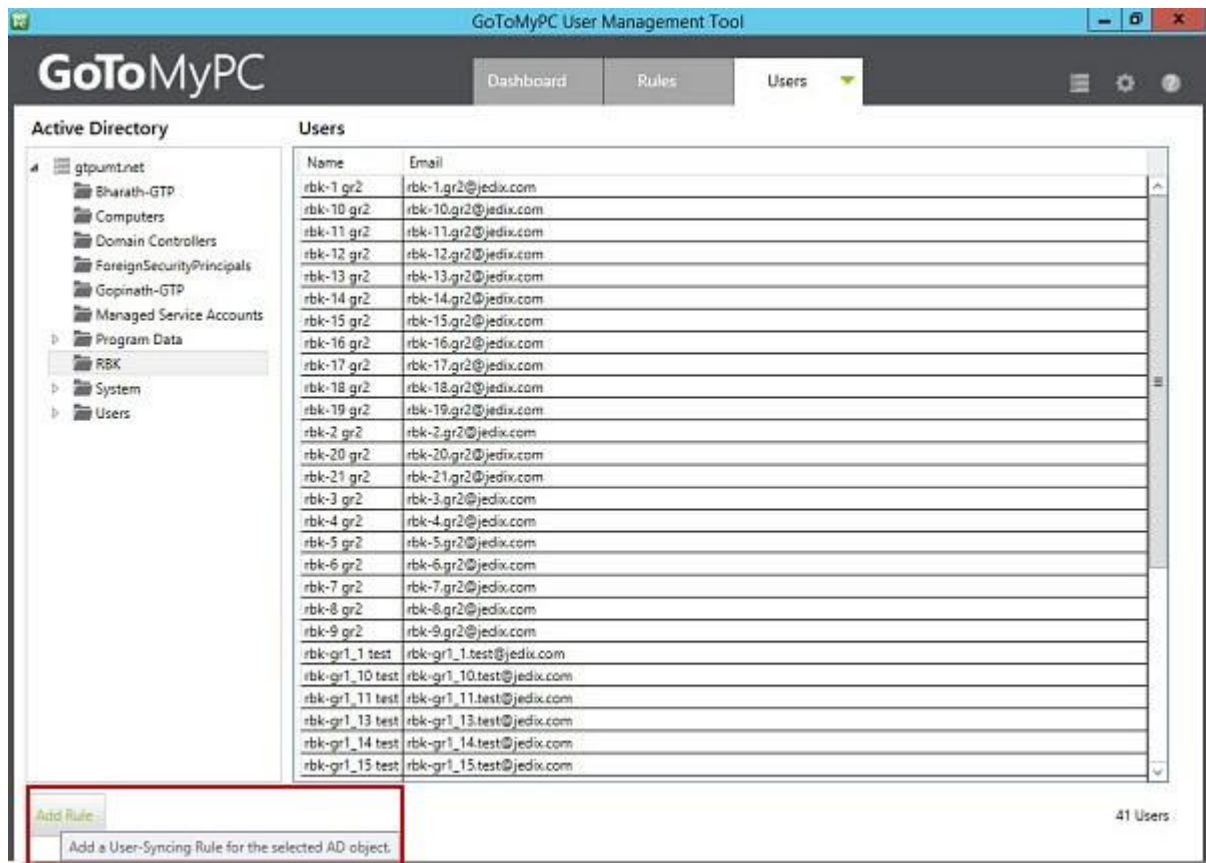 GoToMyPC User Management Tool
GoToMyPC
Dashboard
Rules
Users
Active Directory
gtpumt.net
Bharath-GTP
Computers
Domain Controllers
ForeignSecurityPrincipals
Gopinath-GTP
Managed Service Accounts
Program Data
RBK
System
Users
Users
Name Email
rbk-1 gr2 rbk-1.gr2@jedix.com
rbk-10 gr2 rbk-10.gr2@jedix.com
rbk-11 gr2 rbk-11.gr2@jedix.com
rbk-12 gr2 rbk-12.gr2@jedix.com
rbk-13 gr2 rbk-13.gr2@jedix.com
rbk-14 gr2 rbk-14.gr2@jedix.com
rbk-15 gr2 rbk-15.gr2@jedix.com
rbk-16 gr2 rbk-16.gr2@jedix.com
rbk-17 gr2 rbk-17.gr2@jedix.com
rbk-18 gr2 rbk-18.gr2@jedix.com
rbk-19 gr2 rbk-19.gr2@jedix.com
rbk-2 gr2 rbk-2.gr2@jedix.com
rbk-20 gr2 rbk-20.gr2@jedix.com
rbk-21 gr2 rbk-21.gr2@jedix.com
rbk-3 gr2 rbk-3.gr2@jedix.com
rbk-4 gr2 rbk-4.gr2@jedix.com
rbk-5 gr2 rbk-5.gr2@jedix.com
rbk-6 gr2 rbk-6.gr2@jedix.com
rbk-7 gr2 rbk-7.gr2@jedix.com
rbk-8 gr2 rbk-8.gr2@jedix.com
rbk-9 gr2 rbk-9.gr2@jedix.com
rbk-gr1_1 test rbk-gr1_1.test@jedix.com
rbk-gr1_10 test rbk-gr1_10.test@jedix.com
rbk-gr1_11 test rbk-gr1_11.test@jedix.com
rbk-gr1_13 test rbk-gr1_13.test@jedix.com
rbk-gr1_14 test rbk-gr1_14.test@jedix.com
rbk-gr1_15 test rbk-gr1_15.test@jedix.com
Add Rule
41 Users
Add a User-Syncing Rule for the selected AD object.